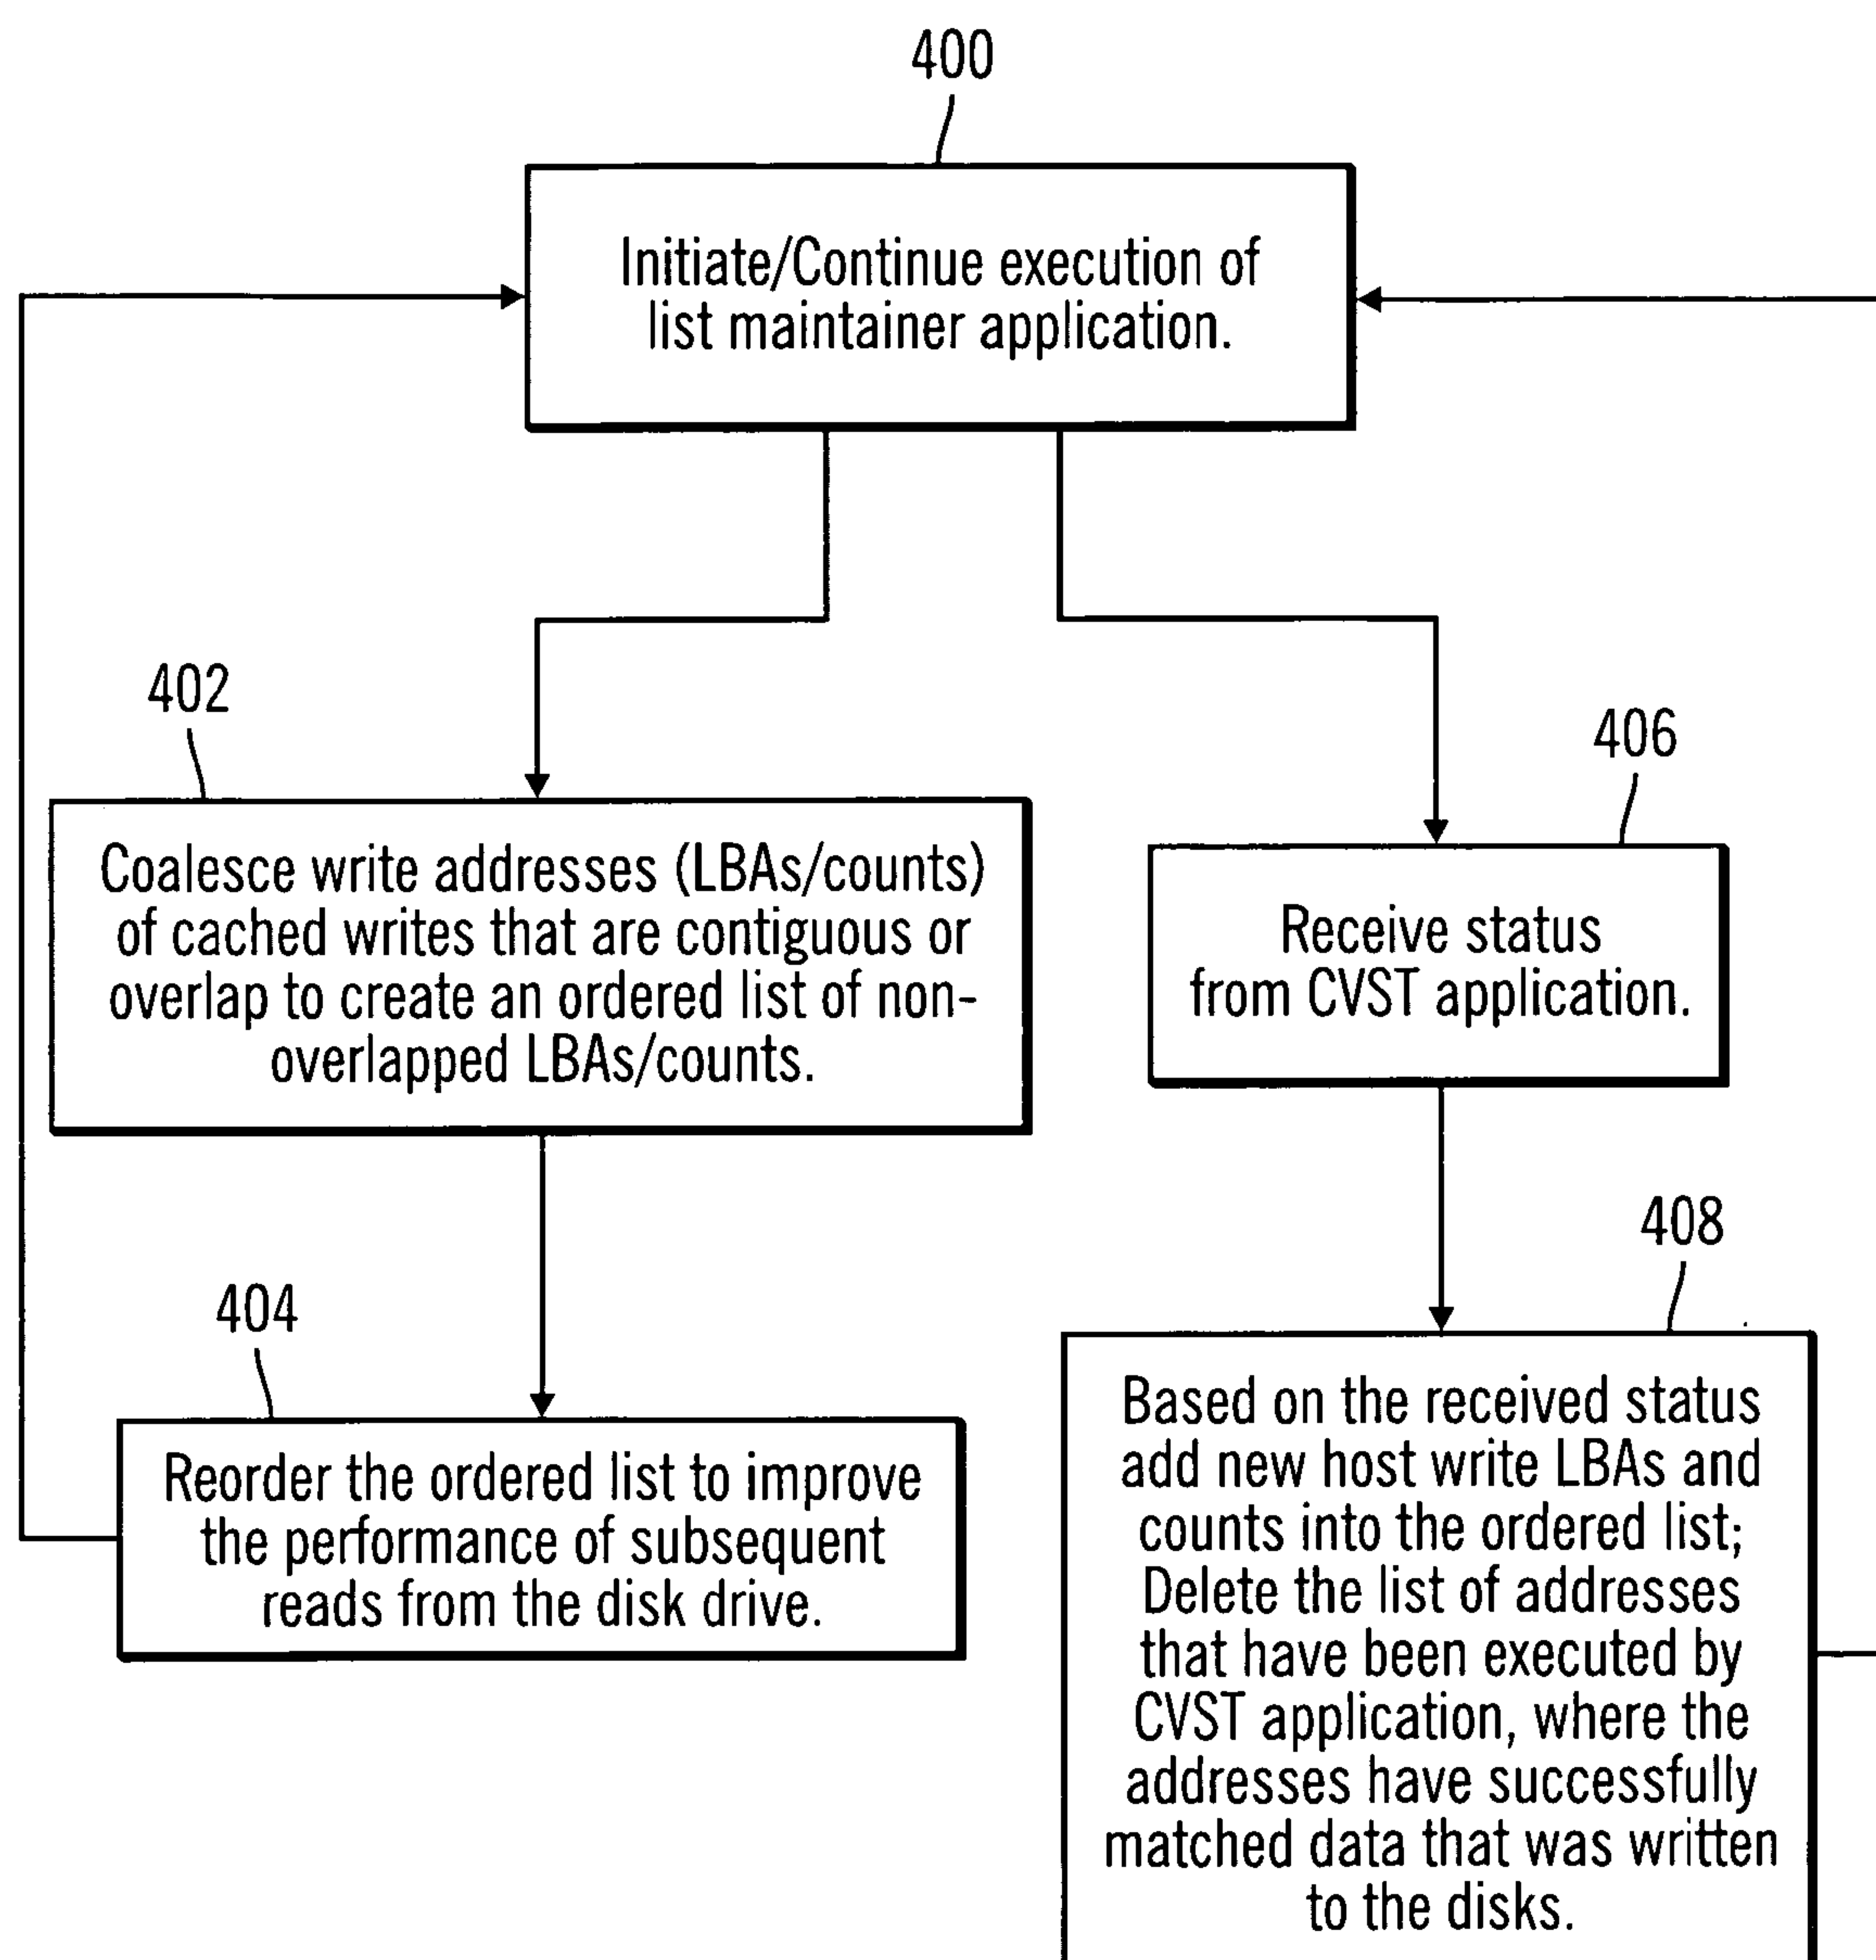 400
Initiate/Continue execution of
list maintainer application.
402
Coalesce write addresses (LBAs/counts)
of cached writes that are contiguous or
overlap to create an ordered list of non-
overlapped LBAs/counts.
404
Reorder the ordered list to improve
the performance of subsequent
reads from the disk drive.
406
Receive status
from CVST application.
408
Based on the received status
add new host write LBAs and
counts into the ordered list;
Delete the list of addresses
that have been executed by
CVST application, where the
addresses have successfully
matched data that was written
to the disks.